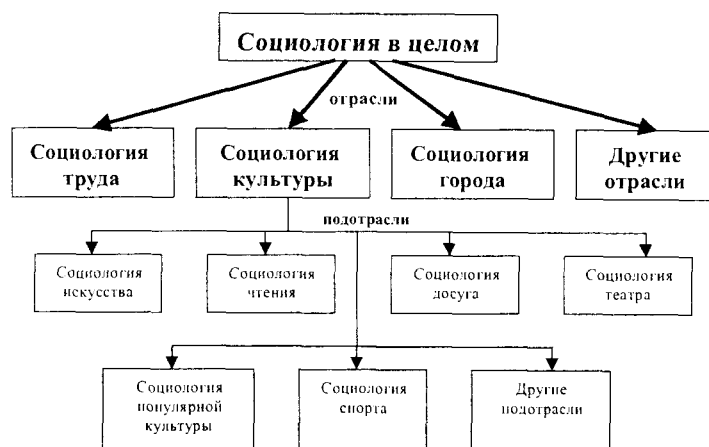 Социология в целом
отрасли
Социология
труда
Социология
культуры
Социология
города
Другие
отрасли
подотрасли
Социология
искусства
Социология
чтения
Социология
досуга
Социология
театра
Социология
популярной
культуры
Социология
спорта
Другие
подотрасли